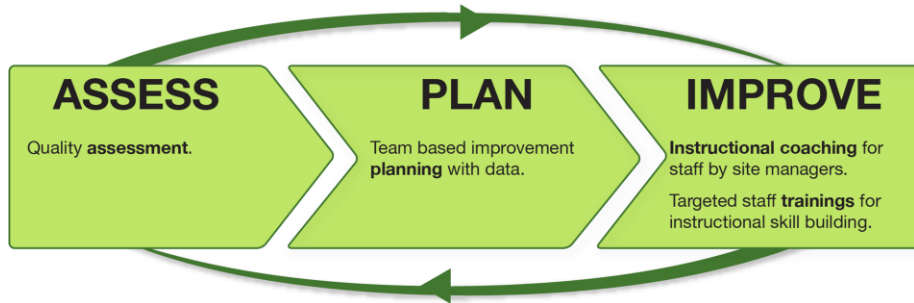 ASSESS
Quality assessment.
PLAN
Team based improvement
planning with data.
IMPROVE
Instructional coaching for
staff by site managers.
Targeted staff trainings for
instructional skill building.